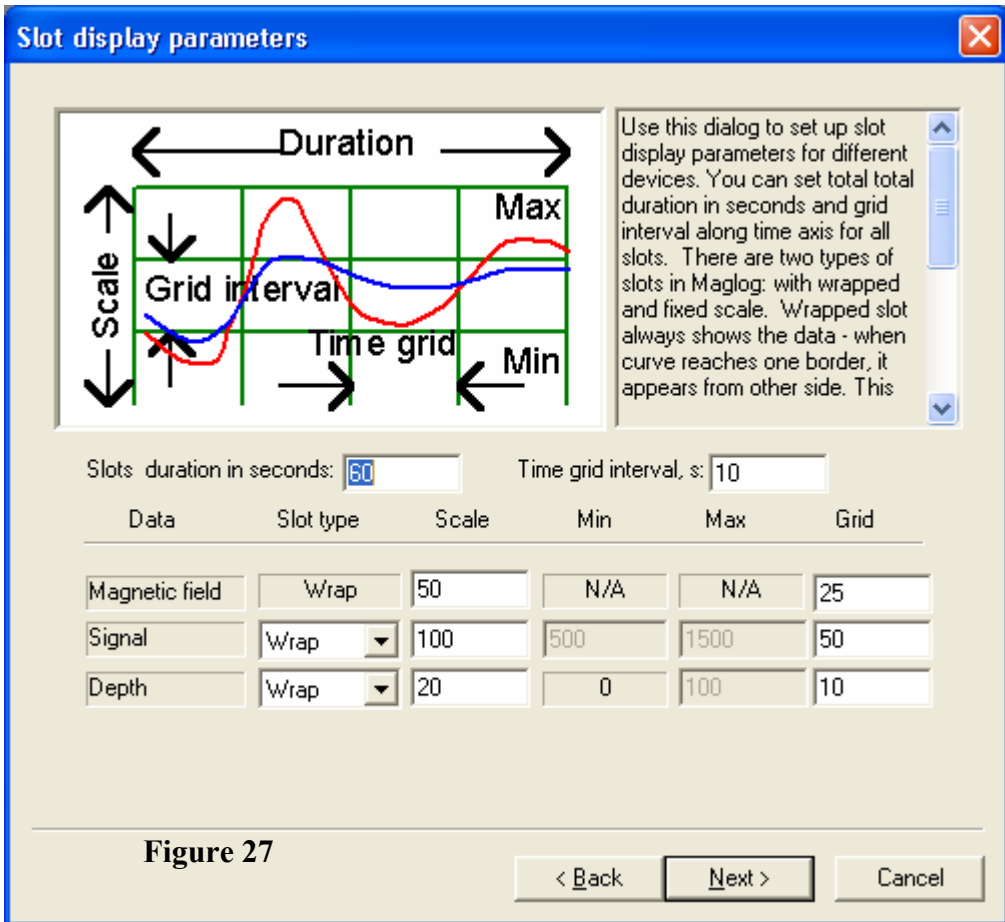 Slot display parameters
Duration
Scale
Max
Grid interval
Time grid
Min
Use this dialog to set up slot
display parameters for different
devices. You can set total total
duration in seconds and grid
interval along time axis for all
slots.  There are two types of
slots in Maglog: with wrapped
and fixed scale.  Wrapped slot
always shows the data - when
curve reaches one border, it
appears from other side. This
Slots  duration in seconds: 60 Time grid interval, s: 10
Data Slot type Scale Min Max Grid
Magnetic field Wrap 50 N/A N/A 25
Signal Wrap 100 500 1500 50
Depth Wrap 20 0 100 10
Figure 27
< Back Next > Cancel